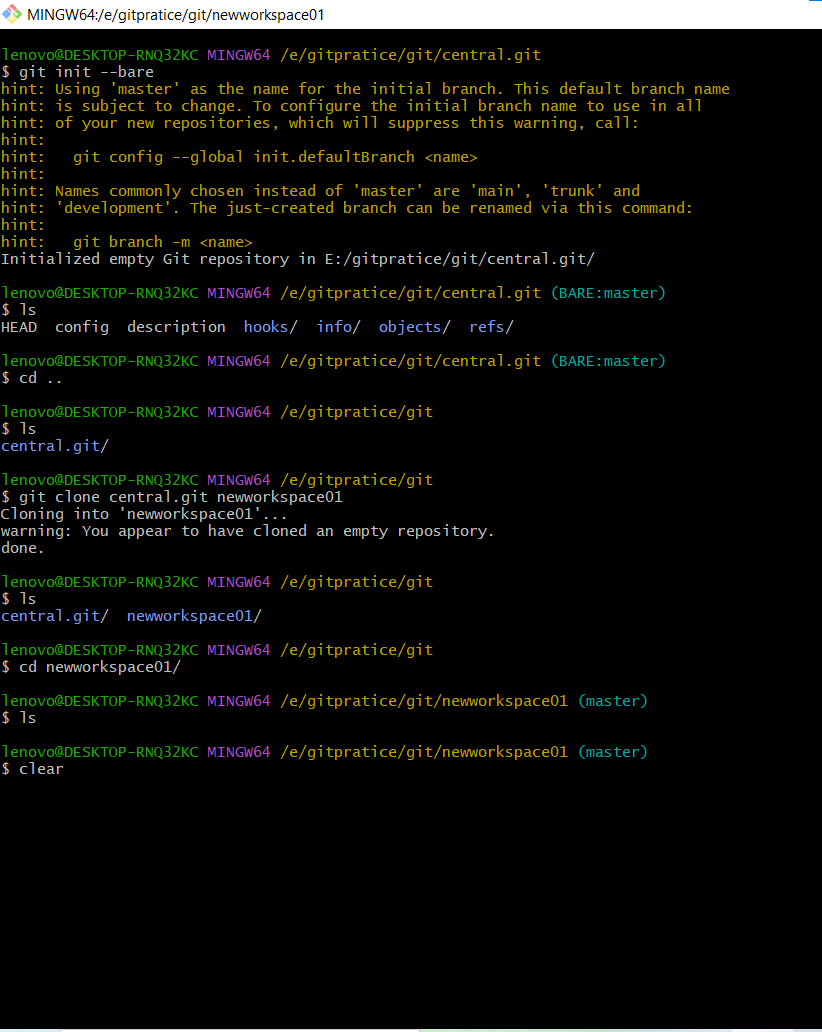 MINGW64:/e/gitpratice/git/newworkspace01
lenovo@DESKTOP-RNQ32KC MINGW64 /e/gitpratice/git/central.git
$ git init --bare
hint: Using 'master' as the name for the initial branch. This default branch name
hint: is subject to change. To configure the initial branch name to use in all
hint: of your new repositories, which will suppress this warning, call:
hint:
hint:   git config --global init.defaultBranch <name>
hint:
hint: Names commonly chosen instead of 'master' are 'main', 'trunk' and
hint: 'development'. The just-created branch can be renamed via this command:
hint:
hint:   git branch -m <name>
Initialized empty Git repository in E:/gitpratice/git/central.git/
lenovo@DESKTOP-RNQ32KC MINGW64 /e/gitpratice/git/central.git (BARE:master)
$ ls
HEAD  config  description  hooks/  info/  objects/  refs/
lenovo@DESKTOP-RNQ32KC MINGW64 /e/gitpratice/git/central.git (BARE:master)
$ cd ..
lenovo@DESKTOP-RNQ32KC MINGW64 /e/gitpratice/git
$ ls
central.git/
lenovo@DESKTOP-RNQ32KC MINGW64 /e/gitpratice/git
$ git clone central.git newworkspace01
Cloning into 'newworkspace01'...
warning: You appear to have cloned an empty repository.
done.
lenovo@DESKTOP-RNQ32KC MINGW64 /e/gitpratice/git
$ ls
central.git/  newworkspace01/
lenovo@DESKTOP-RNQ32KC MINGW64 /e/gitpratice/git
$ cd newworkspace01/
lenovo@DESKTOP-RNQ32KC MINGW64 /e/gitpratice/git/newworkspace01 (master)
$ ls
lenovo@DESKTOP-RNQ32KC MINGW64 /e/gitpratice/git/newworkspace01 (master)
$ clear